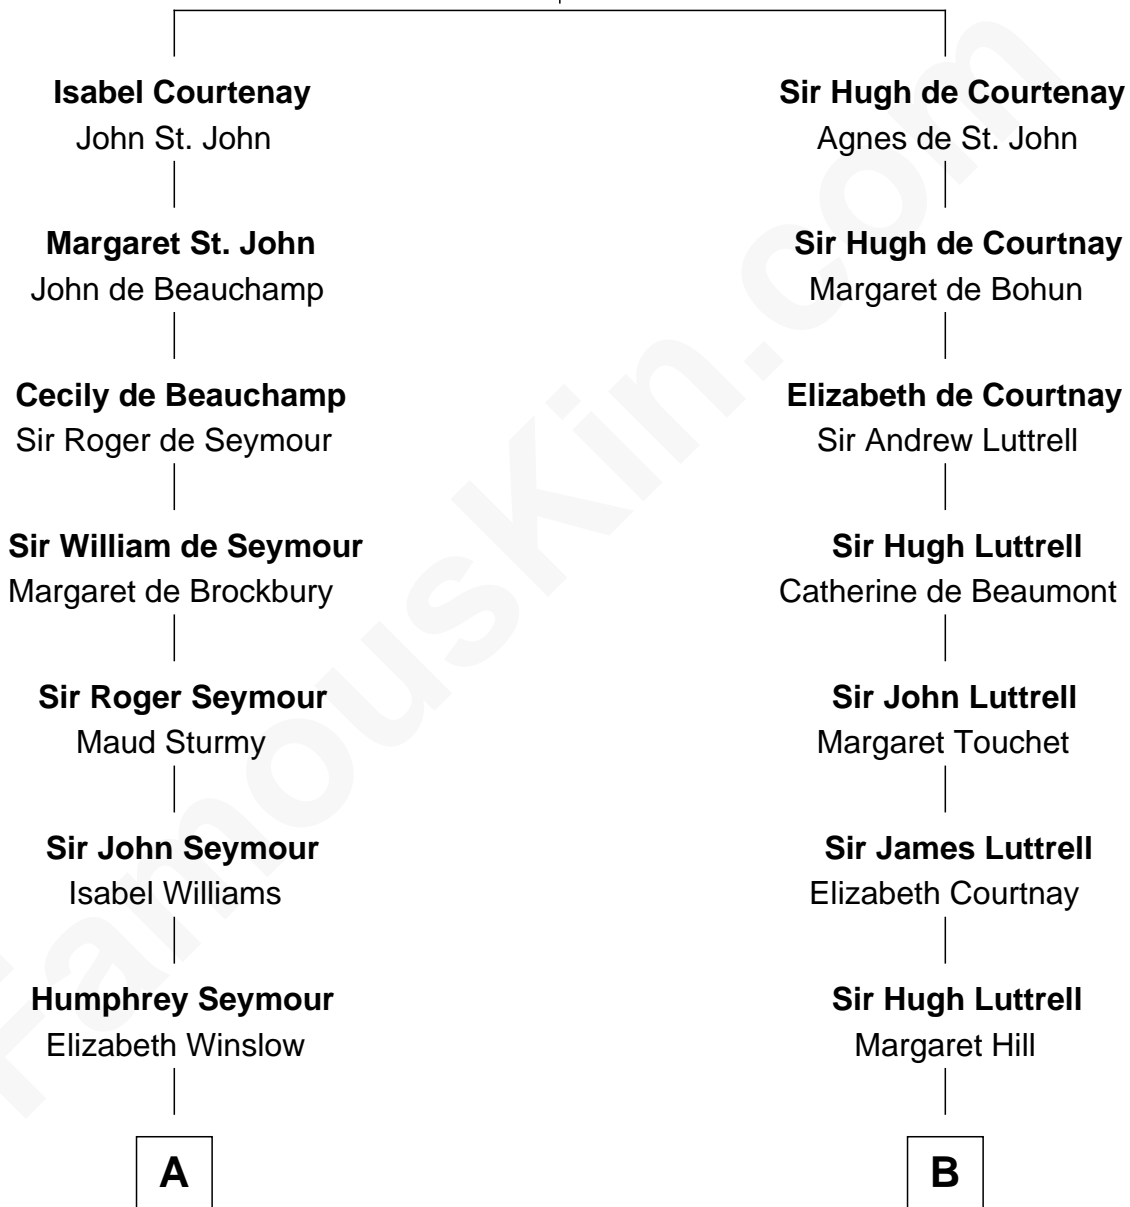 Isabel Courtenay
John St. John
Margaret St. John
John de Beauchamp
Cecily de Beauchamp
Sir Roger de Seymour
Sir William de Seymour
Margaret de Brockbury
Sir Roger Seymour
Maud Sturmy
Sir John Seymour
Isabel Williams
Humphrey Seymour
Elizabeth Winslow
A
Sir Hugh de Courtenay
Agnes de St. John
Sir Hugh de Courtnay
Margaret de Bohun
Elizabeth de Courtnay
Sir Andrew Luttrell
Sir Hugh Luttrell
Catherine de Beaumont
Sir John Luttrell
Margaret Touchet
Sir James Luttrell
Elizabeth Courtnay
Sir Hugh Luttrell
Margaret Hill
B
FamousKin.com